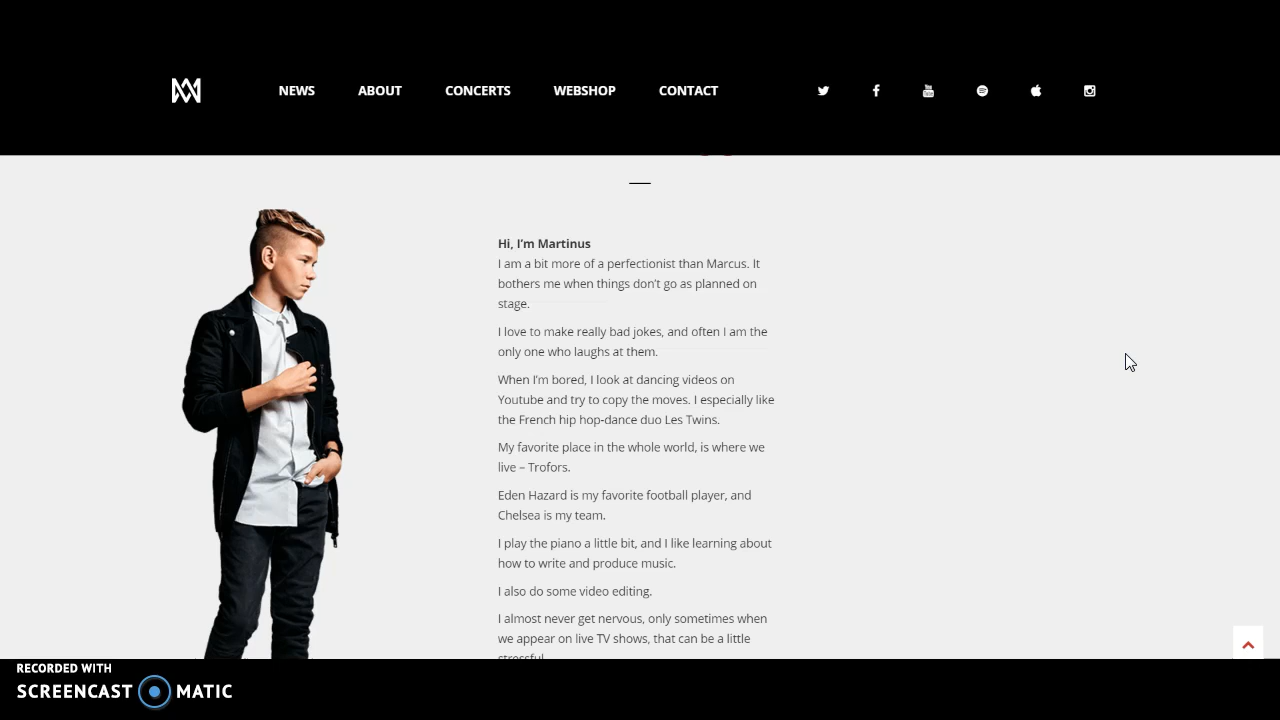 NEWS ABOUT CONCERTS WEBSHOP CONTACT
Hi, I'm Martinus
I am a bit more of a perfectionist than Marcus. It
bothers me when things don't go as planned on
stage.
I love to make really bad jokes, and often I am the
only one who laughs at them.
When I'm bored, I look at dancing videos on
Youtube and try to copy the moves. I especially like
the French hip hop-dance duo Les Twins.
My favorite place in the whole world, is where we
live – Trofors.
Eden Hazard is my favorite football player, and
Chelsea is my team.
I play the piano a little bit, and I like learning about
how to write and produce music.
I also do some video editing.
I almost never get nervous, only sometimes when
we appear on live TV shows, that can be a little
stressful.
RECORDED WITH
SCREENCAST MATIC